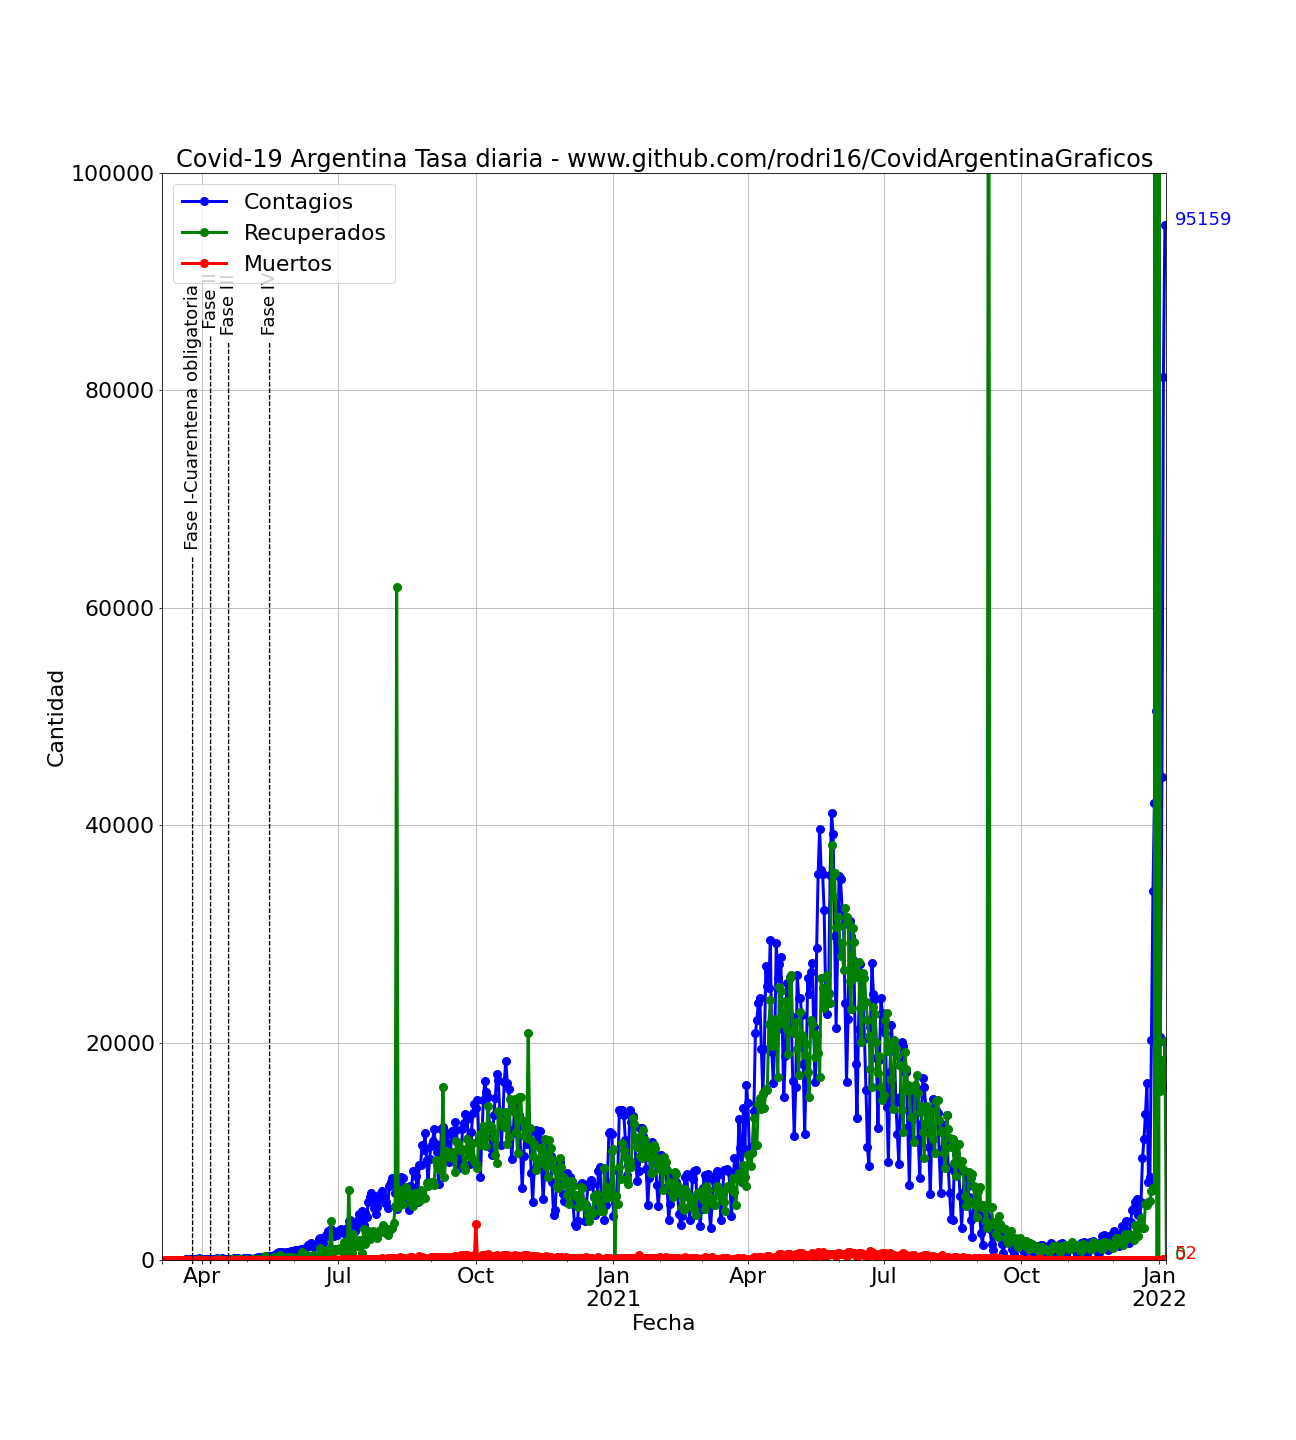 Covid-19 Argentina Tasa diaria - www.github.com/rodri16/CovidArgentinaGraficos
100000
80000
60000
40000
20000
0
Cantidad
Contagios
Recuperados
Muertos
Fase I-Cuarentena obligatoria
Fase II
Fase III
Fase IV
95159
52
0
Apr
Jul
Oct
Jan
2021
Apr
Jul
Oct
Jan
2022
Fecha